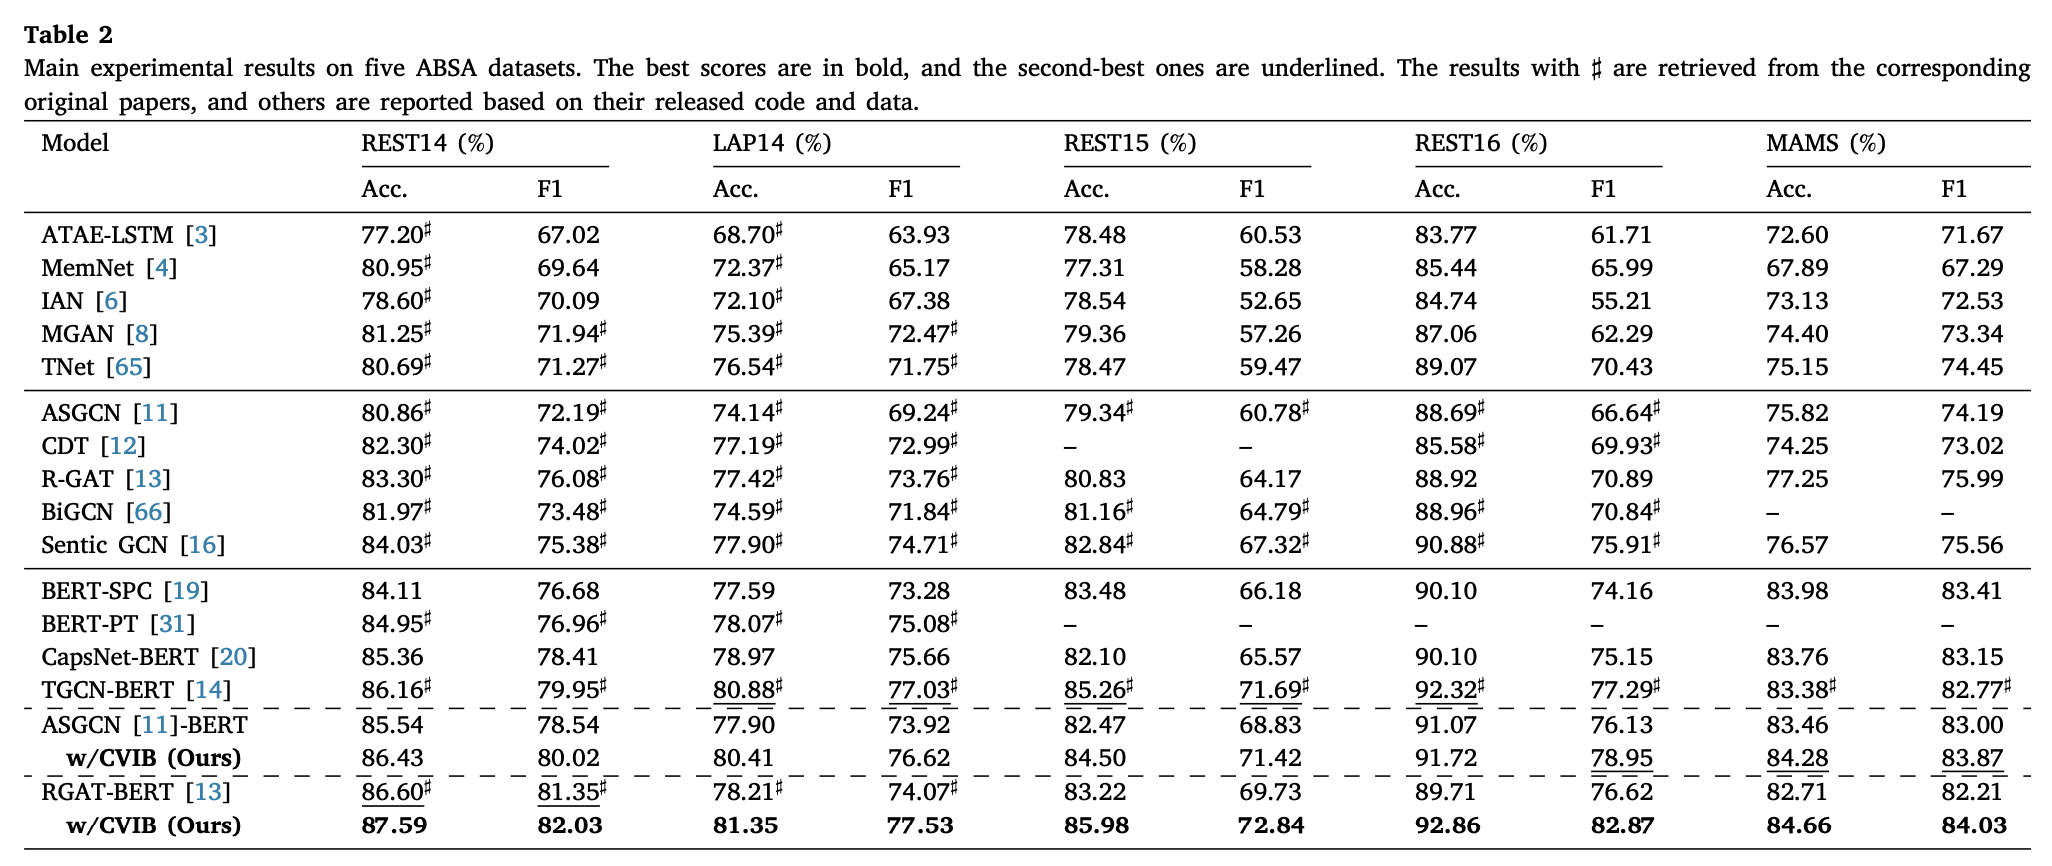 Table 2
Main experimental results on five ABSA datasets. The best scores are in bold, and the second-best ones are underlined. The results with ♯ are retrieved from the corresponding
original papers, and others are reported based on their released code and data.
Model REST14 (%) LAP14 (%) REST15 (%) REST16 (%) MAMS (%)
Acc. F1 Acc. F1 Acc. F1 Acc. F1 Acc. F1
ATAE-LSTM [3] 77.20♯ 67.02 68.70♯ 63.93 78.48 60.53 83.77 61.71 72.60 71.67
MemNet [4] 80.95♯ 69.64 72.37♯ 65.17 77.31 58.28 85.44 65.99 67.89 67.29
IAN [6] 78.60♯ 70.09 72.10♯ 67.38 78.54 52.65 84.74 55.21 73.13 72.53
MGAN [8] 81.25♯ 71.94♯ 75.39♯ 72.47♯ 79.36 57.26 87.06 62.29 74.40 73.34
TNet [65] 80.69♯ 71.27♯ 76.54♯ 71.75♯ 78.47 59.47 89.07 70.43 75.15 74.45
ASGCN [11] 80.86♯ 72.19♯ 74.14♯ 69.24♯ 79.34♯ 60.78♯ 88.69♯ 66.64♯ 75.82 74.19
CDT [12] 82.30♯ 74.02♯ 77.19♯ 72.99♯ – – 85.58♯ 69.93♯ 74.25 73.02
R-GAT [13] 83.30♯ 76.08♯ 77.42♯ 73.76♯ 80.83 64.17 88.92 70.89 77.25 75.99
BiGCN [66] 81.97♯ 73.48♯ 74.59♯ 71.84♯ 81.16♯ 64.79♯ 88.96♯ 70.84♯ – –
Sentic GCN [16] 84.03♯ 75.38♯ 77.90♯ 74.71♯ 82.84♯ 67.32♯ 90.88♯ 75.91♯ 76.57 75.56
BERT-SPC [19] 84.11 76.68 77.59 73.28 83.48 66.18 90.10 74.16 83.98 83.41
BERT-PT [31] 84.95♯ 76.96♯ 78.07♯ 75.08♯ – – – – – –
CapsNet-BERT [20] 85.36 78.41 78.97 75.66 82.10 65.57 90.10 75.15 83.76 83.15
TGCN-BERT [14] 86.16♯ 79.95♯ 80.88♯ 77.03♯ 85.26♯ 71.69♯ 92.32♯ 77.29♯ 83.38♯ 82.77♯
ASGCN [11]-BERT 85.54 78.54 77.90 73.92 82.47 68.83 91.07 76.13 83.46 83.00
w/CVIB (Ours) 86.43 80.02 80.41 76.62 84.50 71.42 91.72 78.95 84.28 83.87
RGAT-BERT [13] 86.60♯ 81.35♯ 78.21♯ 74.07♯ 83.22 69.73 89.71 76.62 82.71 82.21
w/CVIB (Ours) 87.59 82.03 81.35 77.53 85.98 72.84 92.86 82.87 84.66 84.03